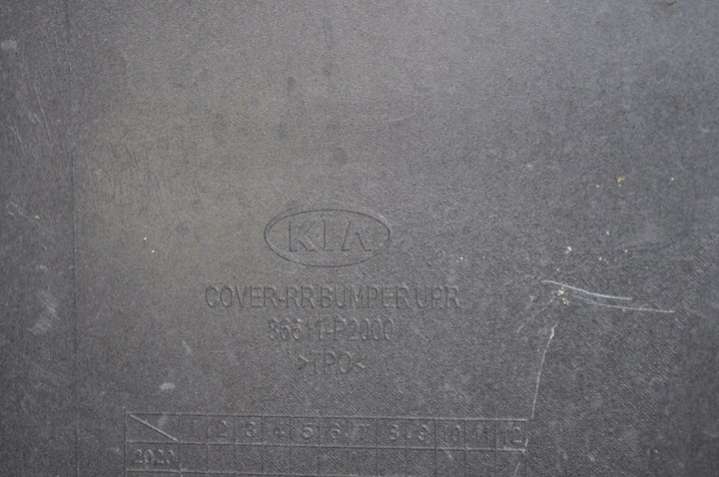 KIA
COVER-RR BUMPER UPR
86611-P2000
>TPO<
1 2 3 4 5 6 7 8 9 10 11 12
2020